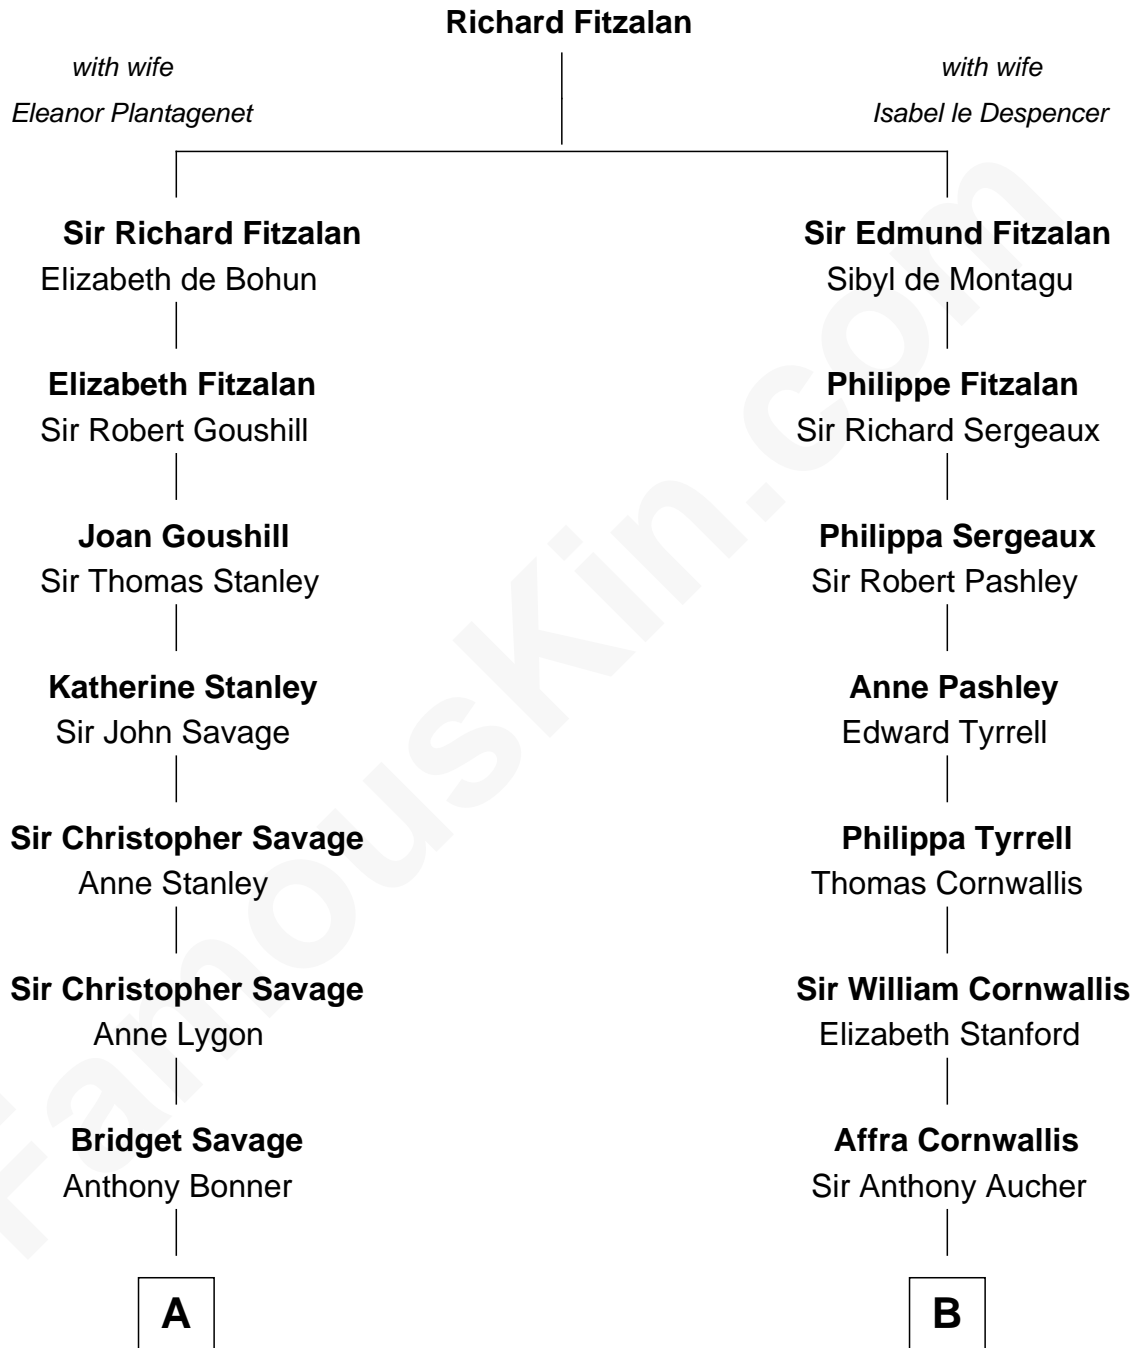 Richard Fitzalan
with wife
Eleanor Plantagenet
with wife
Isabel le Despencer
Sir Richard Fitzalan
Elizabeth de Bohun
Sir Edmund Fitzalan
Sibyl de Montagu
Elizabeth Fitzalan
Sir Robert Goushill
Philippe Fitzalan
Sir Richard Sergeaux
Joan Goushill
Sir Thomas Stanley
Philippa Sergeaux
Sir Robert Pashley
Katherine Stanley
Sir John Savage
Anne Pashley
Edward Tyrrell
Sir Christopher Savage
Anne Stanley
Philippa Tyrrell
Thomas Cornwallis
Sir Christopher Savage
Anne Lygon
Sir William Cornwallis
Elizabeth Stanford
Bridget Savage
Anthony Bonner
Affra Cornwallis
Sir Anthony Aucher
A
B
FamousKin.com